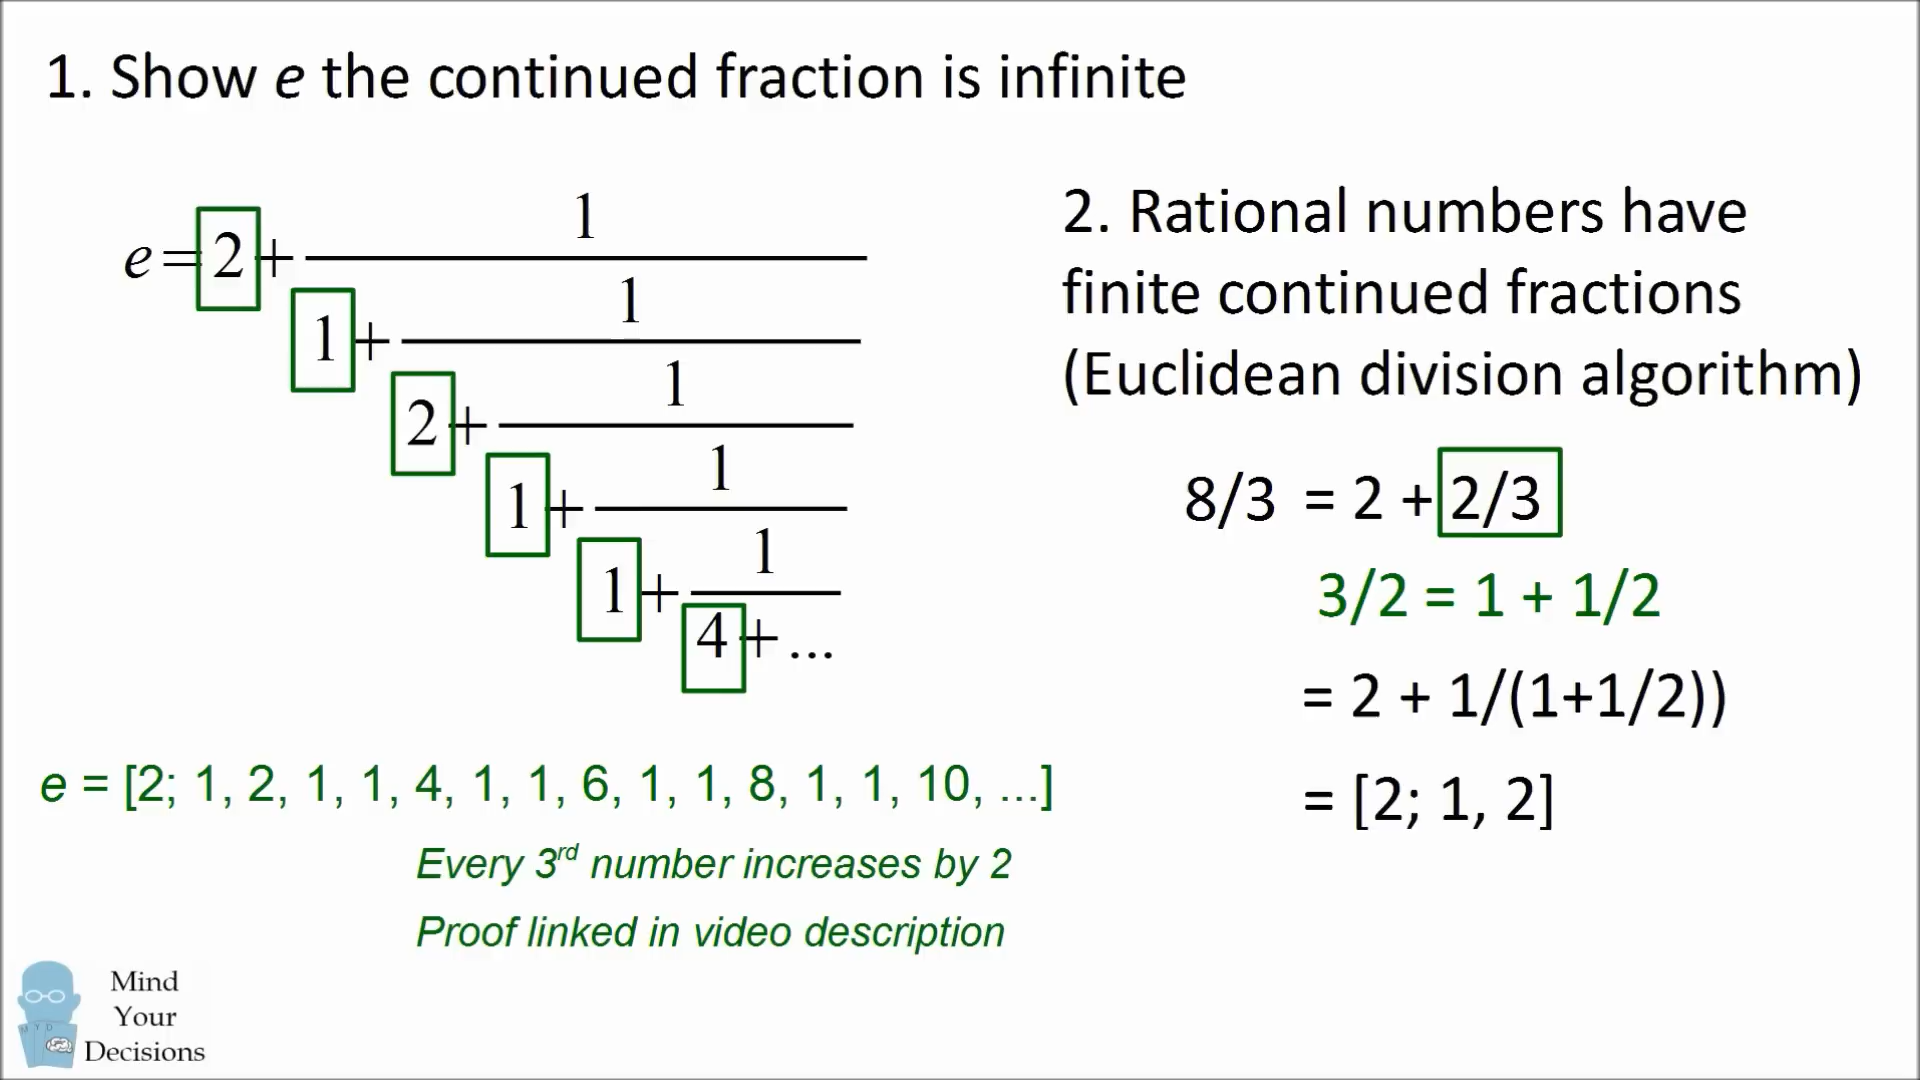 1. Show e the continued fraction is infinite
e = 2 + 1
1 + 1
2 + 1
1 + 1
1 + 1
4 + ...
e = [2; 1, 2, 1, 1, 4, 1, 1, 6, 1, 1, 8, 1, 1, 10, ...]
Every 3rd number increases by 2
Proof linked in video description
2. Rational numbers have
finite continued fractions
(Euclidean division algorithm)
8/3 = 2 + 2/3
3/2 = 1 + 1/2
= 2 + 1/(1+1/2))
= [2; 1, 2]
M Y D
Mind
Your
Decisions